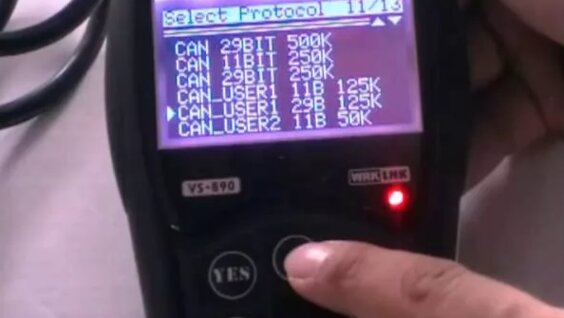 Select Protocol 11/13
CAN 29BIT 500K
CAN 11BIT 250K
CAN 29BIT 250K
CAN_USER1 11B 125K
CAN_USER1 29B 125K
CAN_USER2 11B 50K
VS-890
WRK LNK
YES